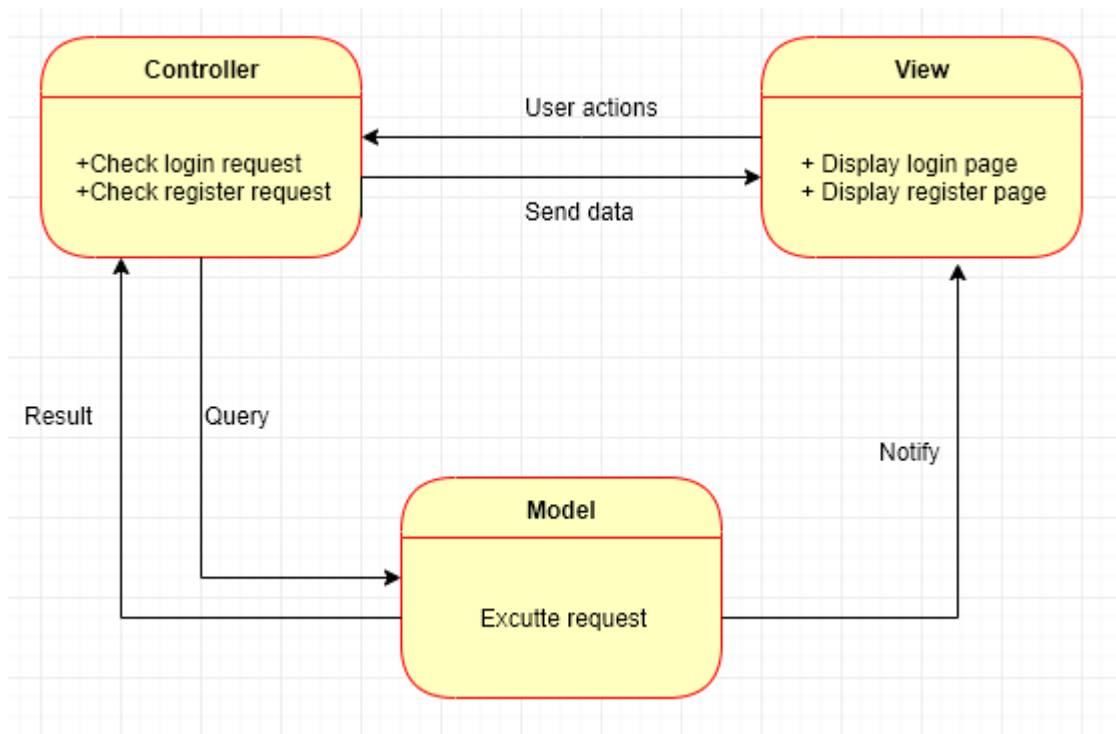 Controller
+Check login request
+Check register request
User actions
Send data
View
+ Display login page
+ Display register page
Result
Query
Notify
Model
Excutte request